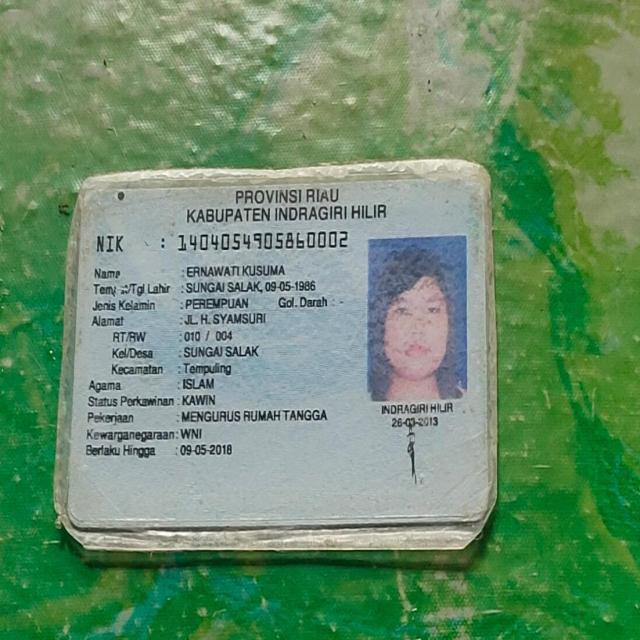 PROVINSI RIAU
KABUPATEN INDRAGIRI HILIR
NIK : 1404054905860002
Nama : ERNAWATI KUSUMA
Temp at/Tgl Lahir : SUNGAI SALAK, 09-05-1986
Jenis Kelamin : PEREMPUAN Gol. Darah : -
Alamat : JL. H. SYAMSURI
RT/RW : 010 / 004
Kel/Desa : SUNGAI SALAK
Kecamatan : Tempuling
Agama : ISLAM
Status Perkawinan : KAWIN
Pekerjaan : MENGURUS RUMAH TANGGA
Kewarganegaraan : WNI
Berlaku Hingga : 09-05-2018
INDRAGIRI HILIR
26-03-2013